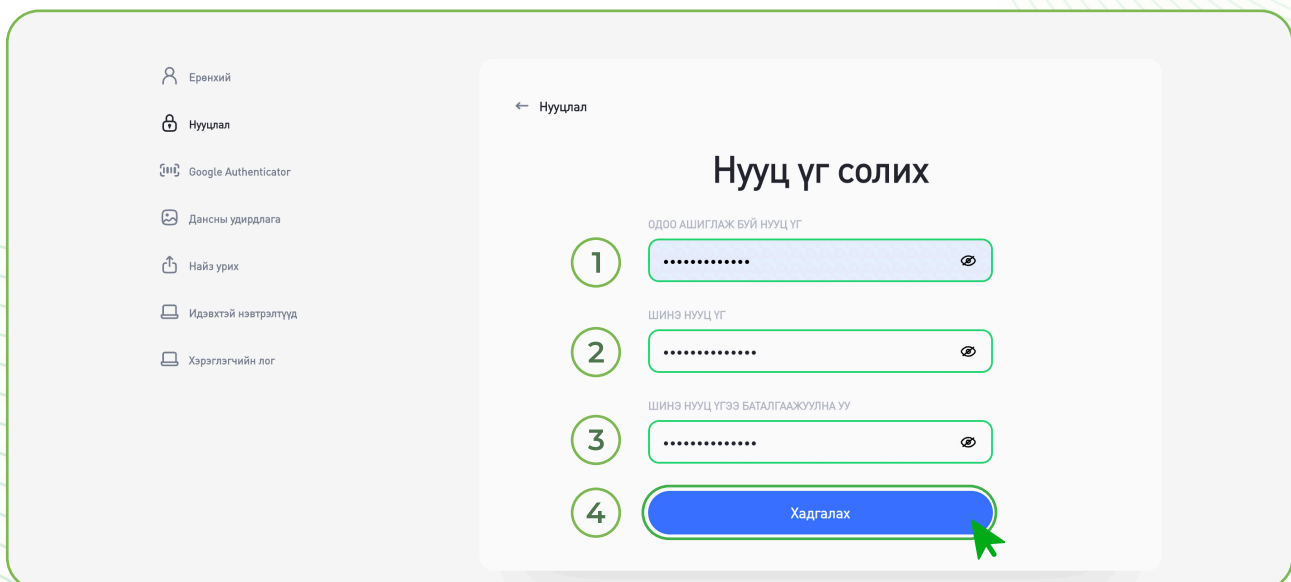 Ерөнхий
Нууцлал
Google Authenticator
Дансны удирдлага
Найз урих
Идэвхтэй нэвтрэлтүүд
Хэрэглэгчийн лог
← Нууцлал
Нууц үг солих
ОДОО АШИГЛАЖ БУЙ НУУЦ ҮГ
1 •••••••••••••
ШИНЭ НУУЦ ҮГ
2 ••••••••••••••
ШИНЭ НУУЦ ҮГЭЭ БАТАЛГААЖУУЛНА УУ
3 ••••••••••••••
4 Хадгалах